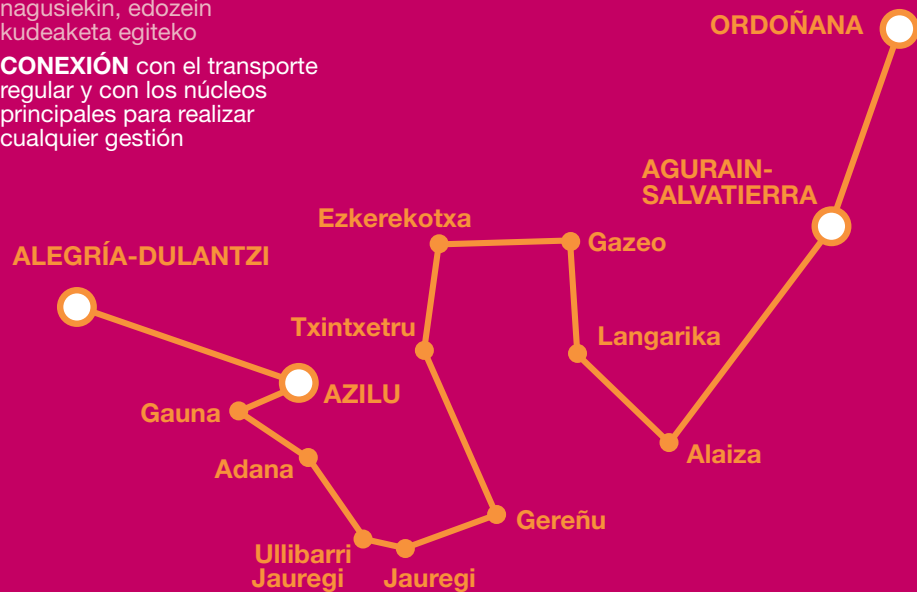 nagusiekin, edozein
kudeaketa egiteko
CONEXIÓN con el transporte
regular y con los núcleos
principales para realizar
cualquier gestión
ORDOÑANA
AGURAIN-
SALVATIERRA
Ezkerekotxa
Gazeo
ALEGRÍA-DULANTZI
Txintxetru
Langarika
AZILU
Gauna
Alaiza
Adana
Gereñu
Ullibarri
Jauregi
Jauregi